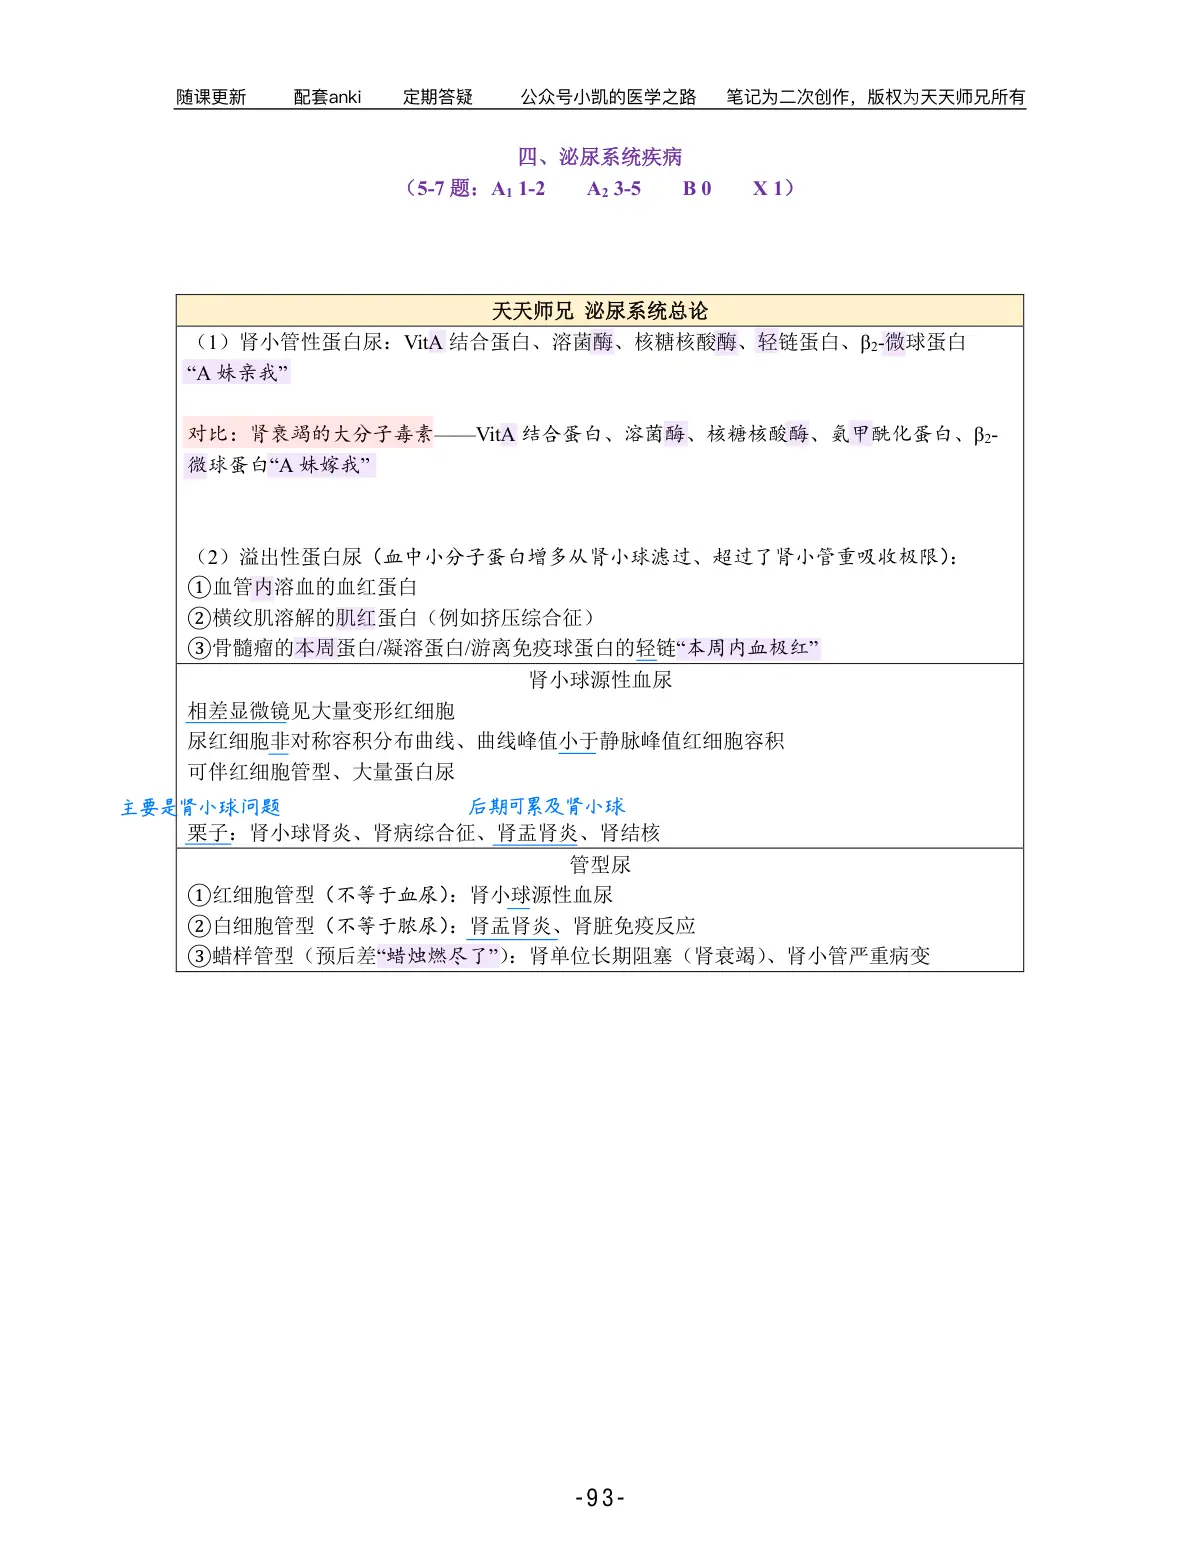 随课更新 配套anki 定期答疑 公众号小凯的医学之路 笔记为二次创作，版权为天天师兄所有
四、泌尿系统疾病
（5-7 题：A₁ 1-2 A₂ 3-5 B 0 X 1）
天天师兄 泌尿系统总论
（1）肾小管性蛋白尿：VitA 结合蛋白、溶菌酶、核糖核酸酶、轻链蛋白、β₂-微球蛋白
“A 妹亲我”
对比：肾衰竭的大分子毒素——VitA 结合蛋白、溶菌酶、核糖核酸酶、氨甲酰化蛋白、β₂-
微球蛋白“A 妹嫁我”
（2）溢出性蛋白尿（血中小分子蛋白增多从肾小球滤过、超过了肾小管重吸收极限）：
①血管内溶血的血红蛋白
②横纹肌溶解的肌红蛋白（例如挤压综合征）
③骨髓瘤的本周蛋白/凝溶蛋白/游离免疫球蛋白的轻链“本周内血极红”
肾小球源性血尿
相差显微镜见大量变形红细胞
尿红细胞非对称容积分布曲线、曲线峰值小于静脉峰值红细胞容积
可伴红细胞管型、大量蛋白尿
主要是肾小球问题 后期可累及肾小球
栗子：肾小球肾炎、肾病综合征、肾盂肾炎、肾结核
管型尿
①红细胞管型（不等于血尿）：肾小球源性血尿
②白细胞管型（不等于脓尿）：肾盂肾炎、肾脏免疫反应
③蜡样管型（预后差“蜡烛燃尽了”）：肾单位长期阻塞（肾衰竭）、肾小管严重病变
-93-